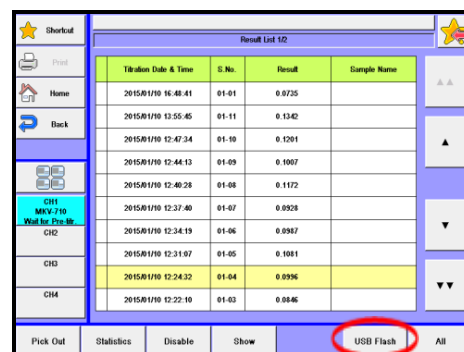 Shortcut
Result List 1/2
Print
Home
Back
Titration Date & Time S.No. Result Sample Name
2015/01/10 16:48:41 01-01 0.0735
2015/01/10 13:55:45 01-11 0.1342
2015/01/10 12:47:34 01-10 0.1201
2015/01/10 12:44:13 01-09 0.1007
2015/01/10 12:40:28 01-08 0.1172
2015/01/10 12:37:40 01-07 0.0928
2015/01/10 12:34:19 01-06 0.0987
2015/01/10 12:31:07 01-05 0.1081
2015/01/10 12:24:32 01-04 0.0996
2015/01/10 12:22:10 01-03 0.0846
CH1
MKV-710
Wait for Pre-titr.
CH2
CH3
CH4
Pick Out Statistics Disable Show USB Flash All